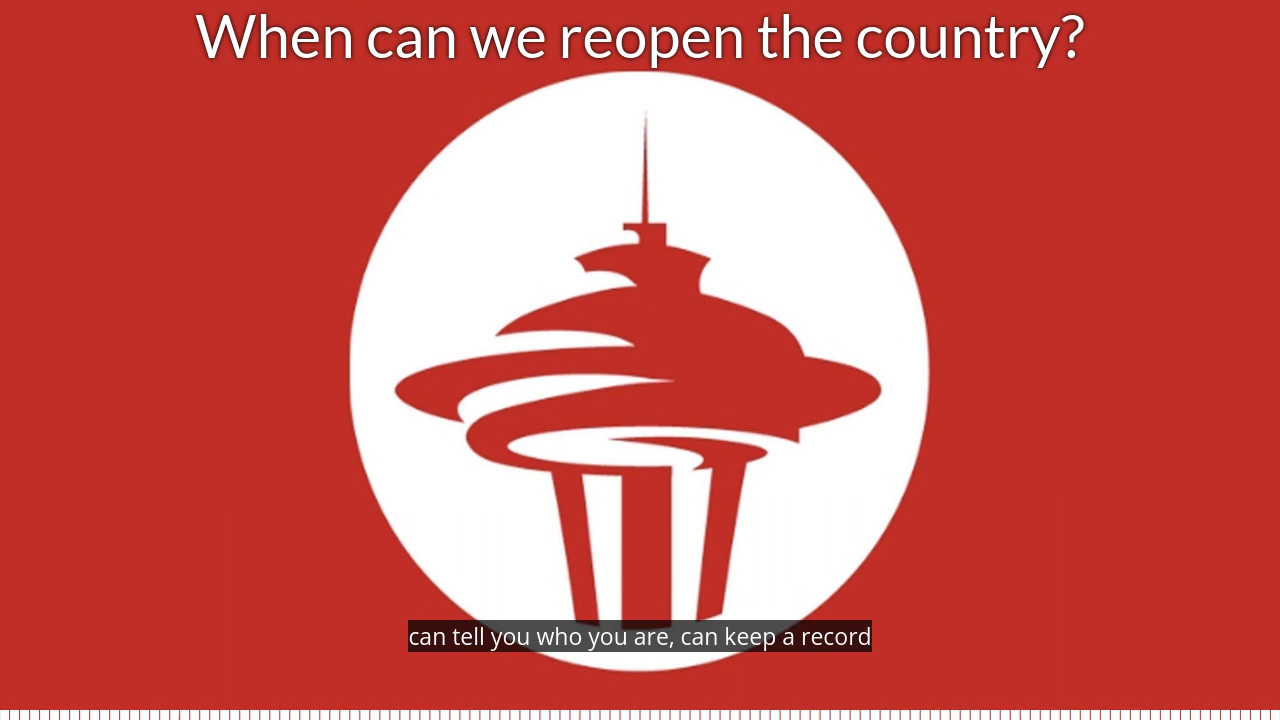 When can we reopen the country?
can tell you who you are, can keep a record